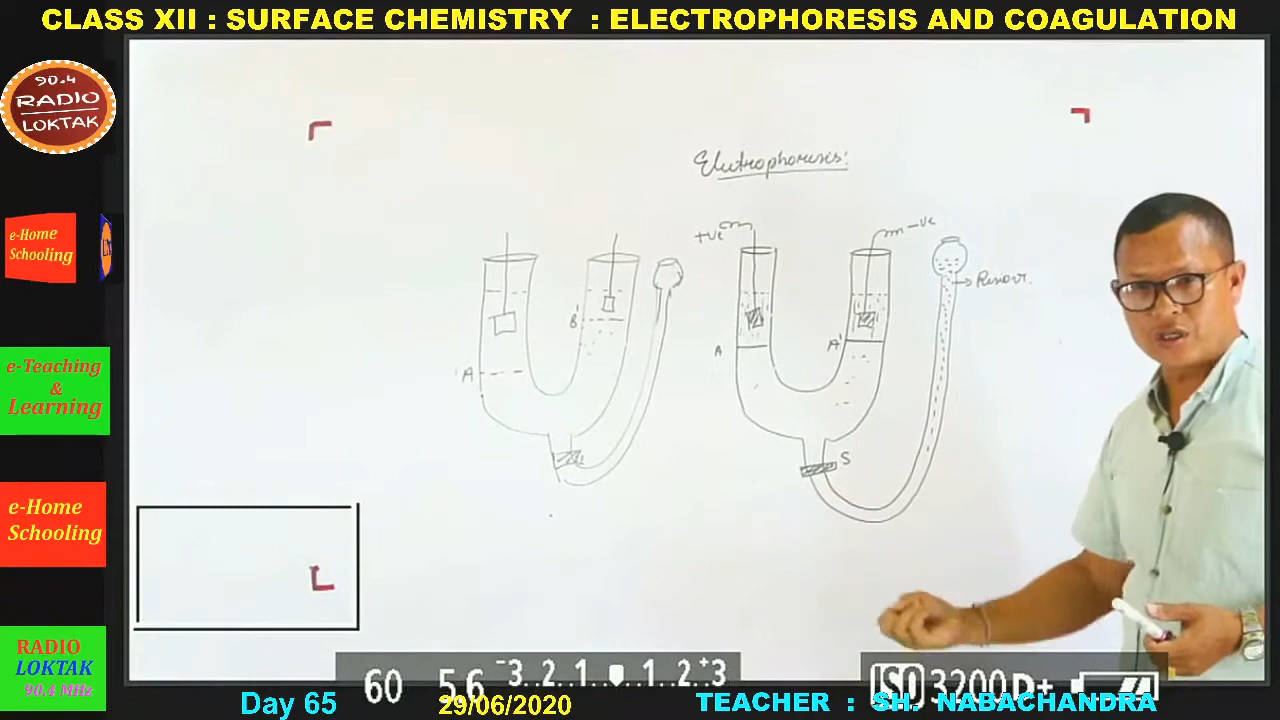 CLASS XII : SURFACE CHEMISTRY : ELECTROPHORESIS AND COAGULATION
90.4
RADIO
LOKTAK
e-Home
Schooling
e-Teaching
&
Learning
e-Home
Schooling
RADIO
LOKTAK
90.4 MHz
Electrophoresis:
+ve
-ve
B'
A
A
A'
S
60 5.6 -3..2..1.. ..1..2..+3
ISO 3200 D+
Day 65
29/06/2020
TEACHER : SH. NABACHANDRA